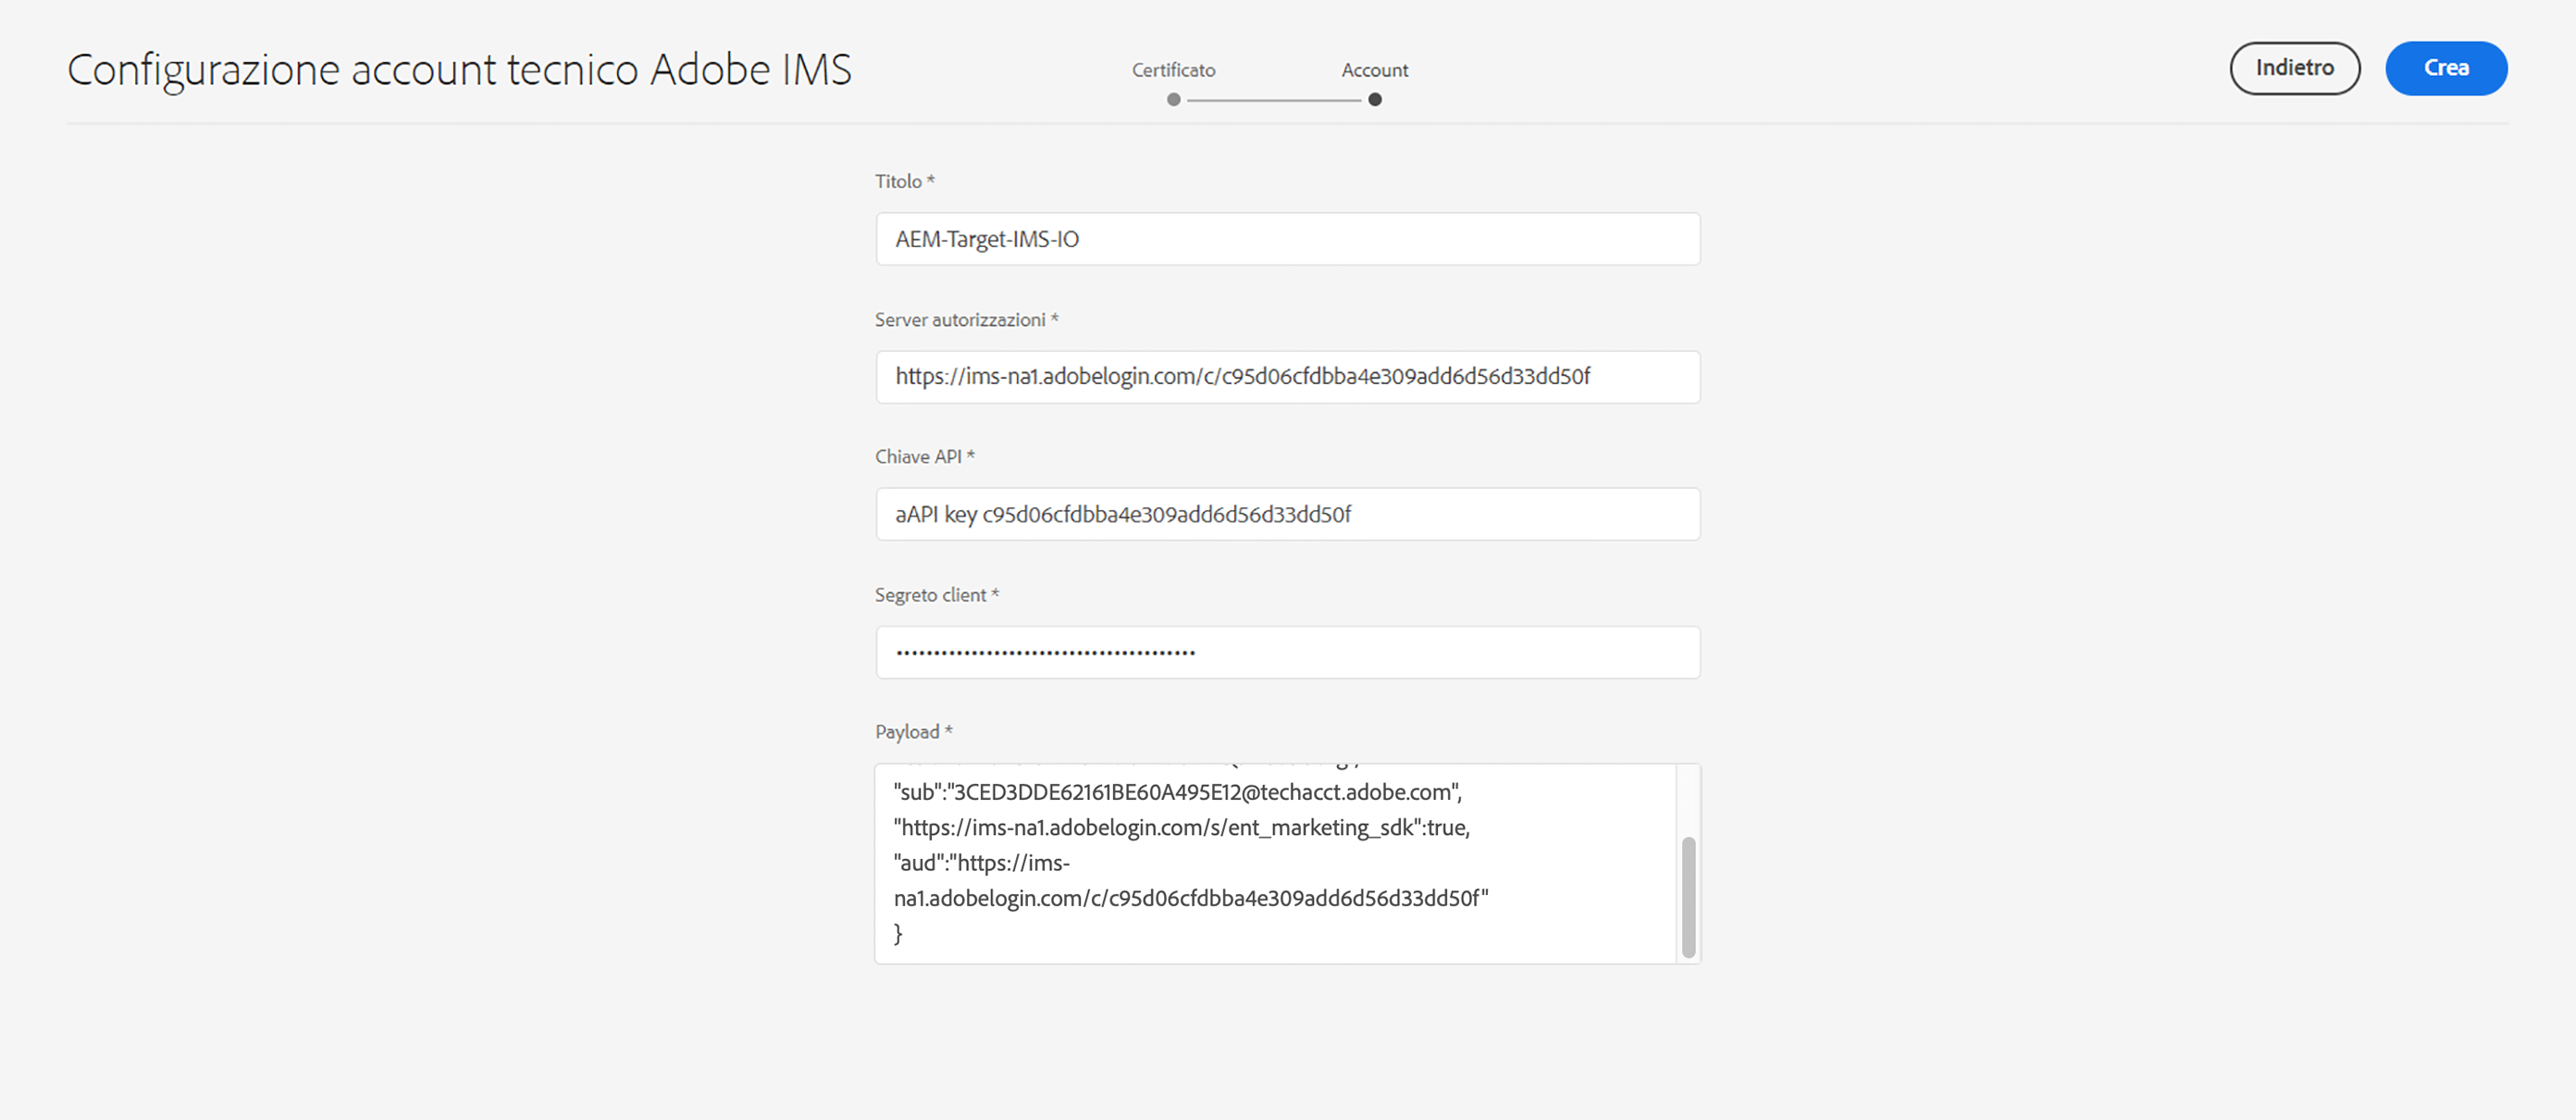 Configurazione account tecnico Adobe IMS
Certificato
Account
Indietro
Crea
Titolo *
AEM-Target-IMS-IO
Server autorizzazioni *
https://ims-na1.adobelogin.com/c/c95d06cfdbba4e309add6d56d33dd50f
Chiave API *
aAPI key c95d06cfdbba4e309add6d56d33dd50f
Segreto client *
••••••••••••••••••••••••••••••••••••••••
Payload *
"sub":"3CED3DDE62161BE60A495E12@techacct.adobe.com",
"https://ims-na1.adobelogin.com/s/ent_marketing_sdk":true,
"aud":"https://ims-
na1.adobelogin.com/c/c95d06cfdbba4e309add6d56d33dd50f"
}